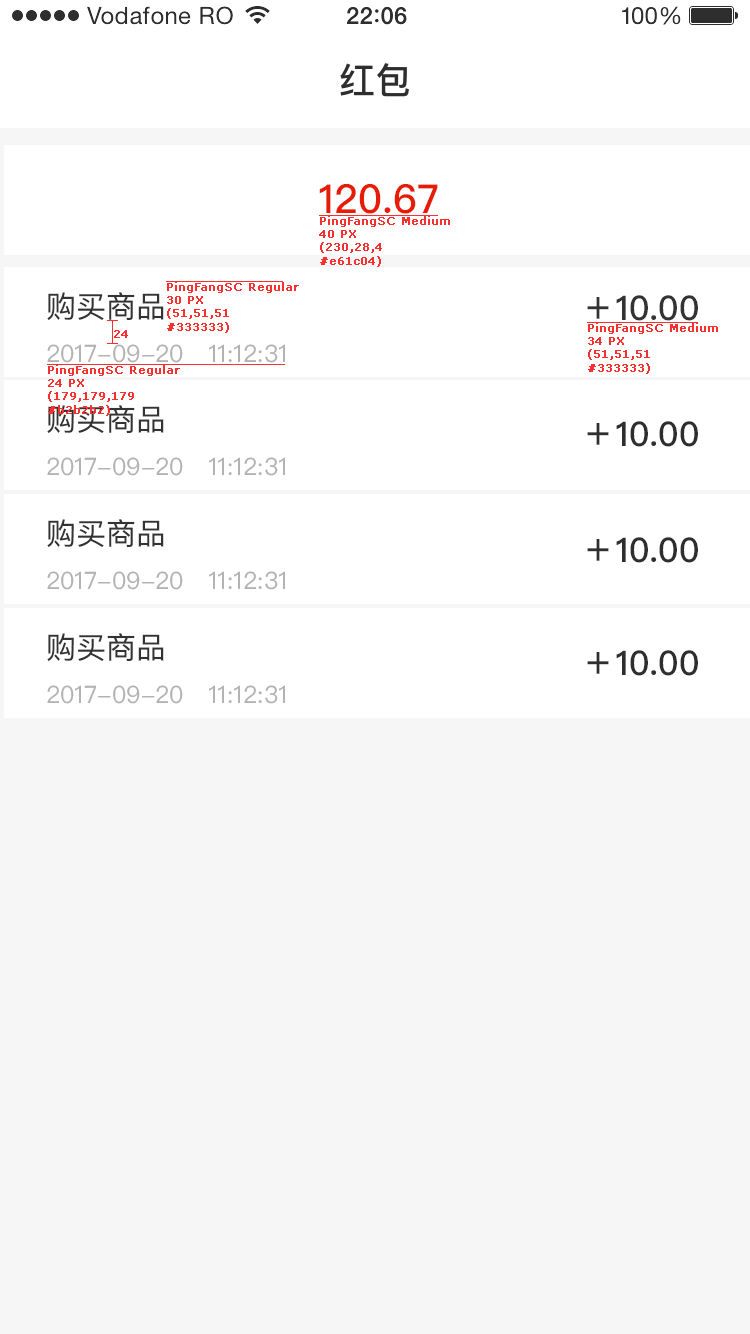 Vodafone RO 22:06 100%
红包
120.67
PingFangSC Medium
40 PX
(230,28,4
#e61c04)
购买商品
PingFangSC Regular
30 PX
(51,51,51
#333333)
+10.00
PingFangSC Medium
34 PX
(51,51,51
#333333)
24
2017-09-20 11:12:31
PingFangSC Regular
24 PX
(179,179,179
#b2b2b2)
购买商品
+10.00
2017-09-20 11:12:31
购买商品
+10.00
2017-09-20 11:12:31
购买商品
+10.00
2017-09-20 11:12:31